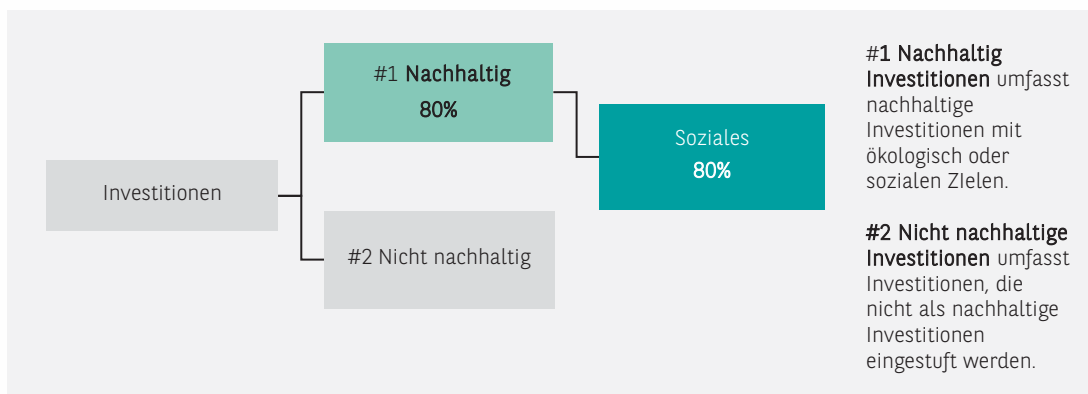 #1 Nachhaltig
80%
Soziales
80%
Investitionen
#2 Nicht nachhaltig
#1 Nachhaltig
Investitionen umfasst
nachhaltige
Investitionen mit
ökologisch oder
sozialen ZIelen.
#2 Nicht nachhaltige
Investitionen umfasst
Investitionen, die
nicht als nachhaltige
Investitionen
eingestuft werden.